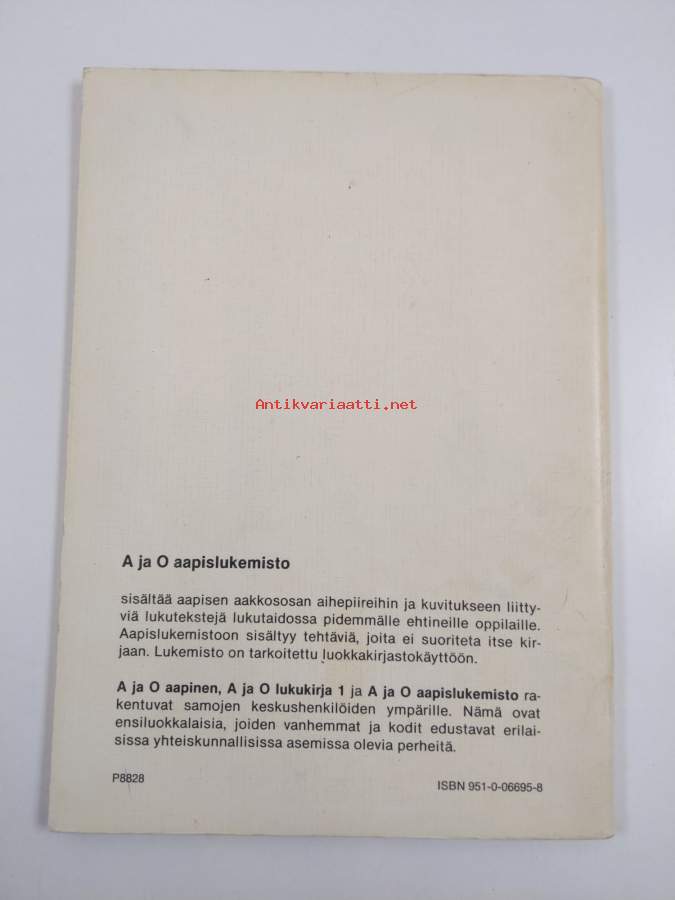 Antikvariaatti.net
A ja O aapislukemisto
sisältää aapisen aakkososan aihepiireihin ja kuvitukseen liitty-
viä lukutekstejä lukutaidossa pidemmälle ehtineille oppilaille.
Aapislukemistoon sisältyy tehtäviä, joita ei suoriteta itse kir-
jaan. Lukemisto on tarkoitettu luokkakirjastokäyttöön.
A ja O aapinen, A ja O lukukirja 1 ja A ja O aapislukemisto ra-
kentuvat samojen keskushenkilöiden ympärille. Nämä ovat
ensiluokkalaisia, joiden vanhemmat ja kodit edustavat erilai-
sissa yhteiskunnallisissa asemissa olevia perheitä.
P8828
ISBN 951-0-06695-8